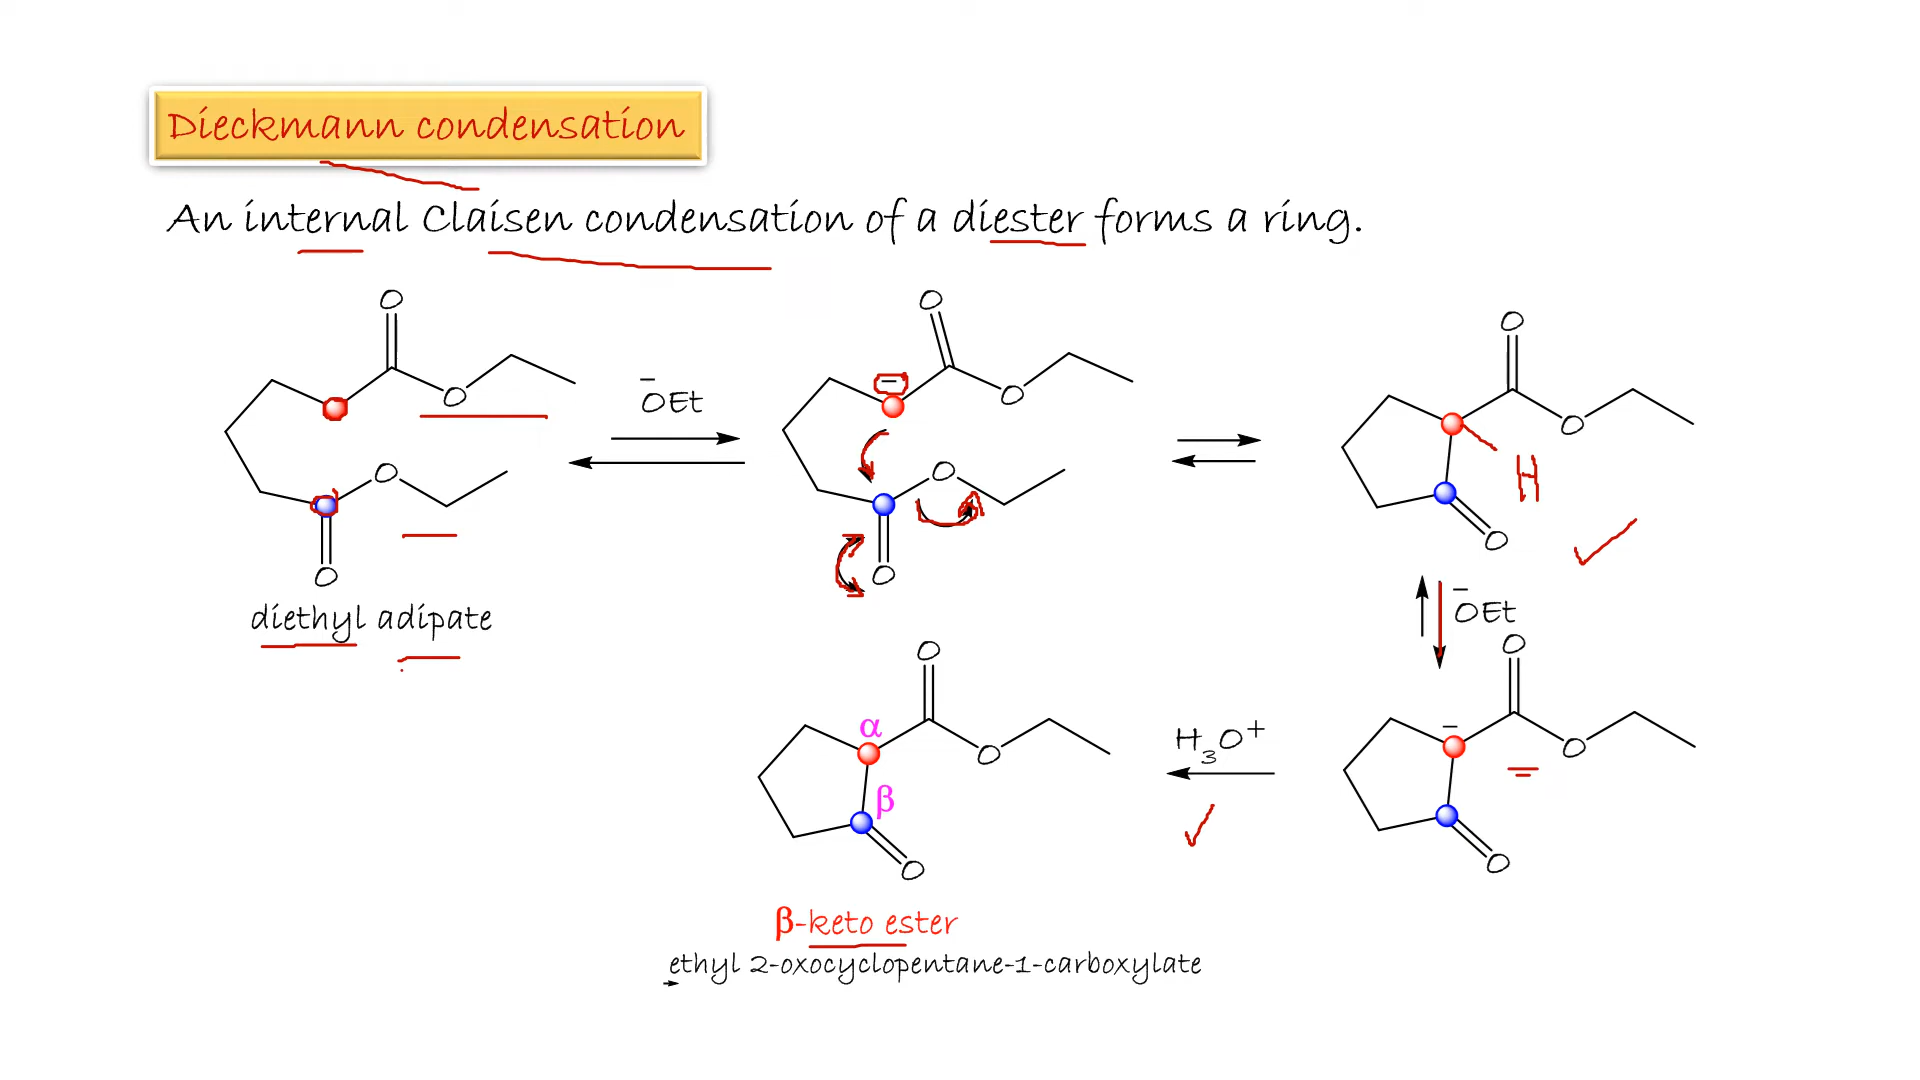 Dieckmann condensation
An internal Claisen condensation of a diester forms a ring.
O
O
O
O
diethyl adipate
−
OEt
O
−
O
O
O
O
O
O
H
−
OEt
O
−
O
O
H3O+
O
α
O
β
O
β-keto ester
ethyl 2-oxocyclopentane-1-carboxylate